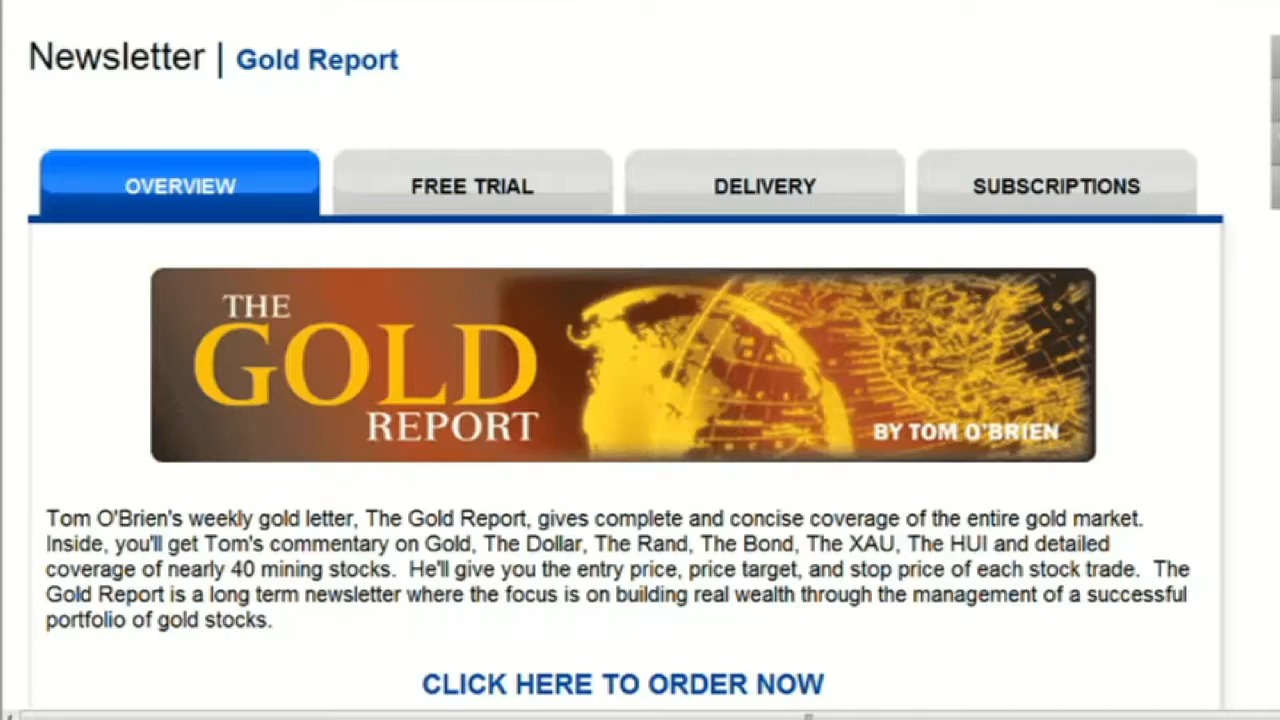 Newsletter | Gold Report
OVERVIEW
FREE TRIAL
DELIVERY
SUBSCRIPTIONS
THE
GOLD
REPORT
BY TOM O'BRIEN
Tom O'Brien's weekly gold letter, The Gold Report, gives complete and concise coverage of the entire gold market.
Inside, you'll get Tom's commentary on Gold, The Dollar, The Rand, The Bond, The XAU, The HUI and detailed
coverage of nearly 40 mining stocks.  He'll give you the entry price, price target, and stop price of each stock trade.  The
Gold Report is a long term newsletter where the focus is on building real wealth through the management of a successful
portfolio of gold stocks.
CLICK HERE TO ORDER NOW